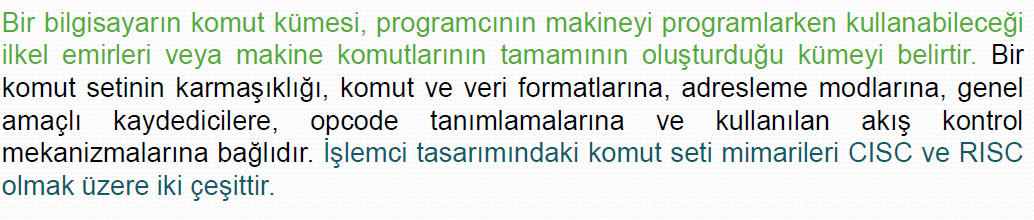 Bir bilgisayarın komut kümesi, programcının makineyi programlarken kullanabileceği
ilkel emirleri veya makine komutlarının tamamının oluşturduğu kümeyi belirtir. Bir
komut setinin karmaşıklığı, komut ve veri formatlarına, adresleme modlarına, genel
amaçlı kaydedicilere, opcode tanımlamalarına ve kullanılan akış kontrol
mekanizmalarına bağlıdır. İşlemci tasarımındaki komut seti mimarileri CISC ve RISC
olmak üzere iki çeşittir.